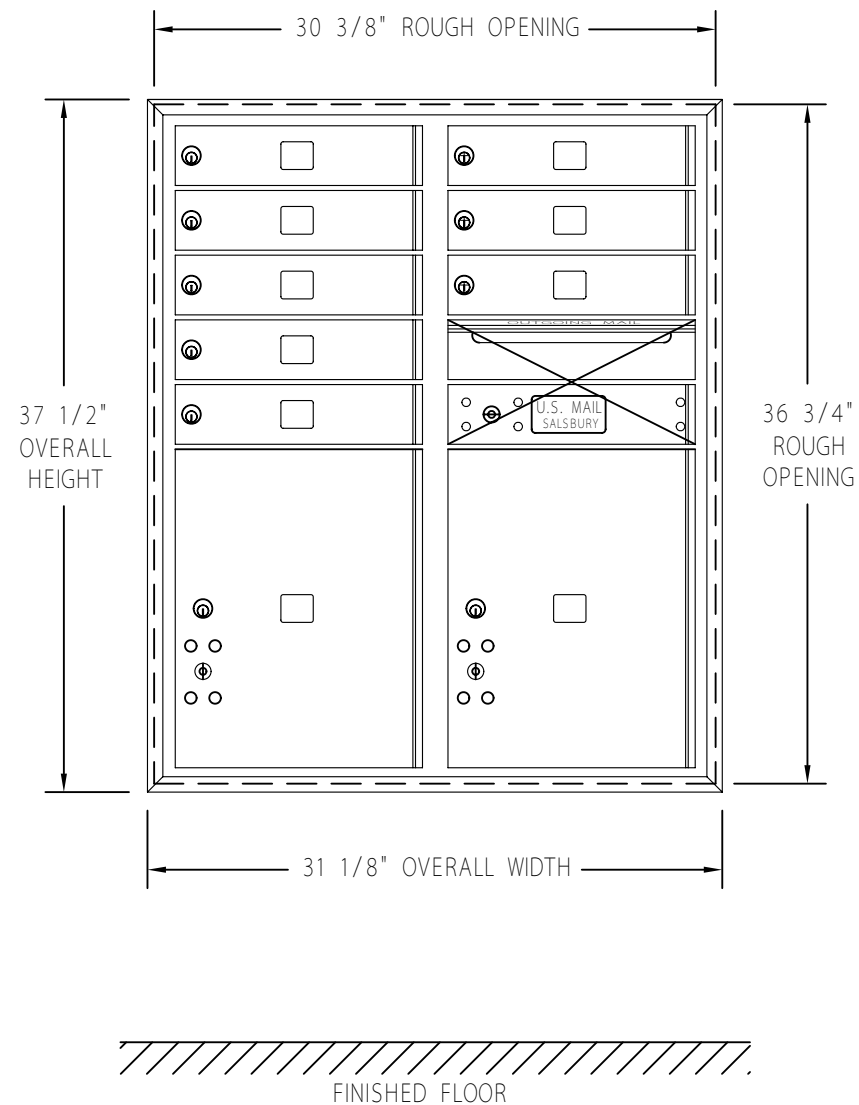 30 3/8" ROUGH OPENING
OUTGOING MAIL
37 1/2"
OVERALL
HEIGHT
36 3/4"
ROUGH
OPENING
U.S. MAIL
SALSBURY
31 1/8" OVERALL WIDTH
FINISHED FLOOR